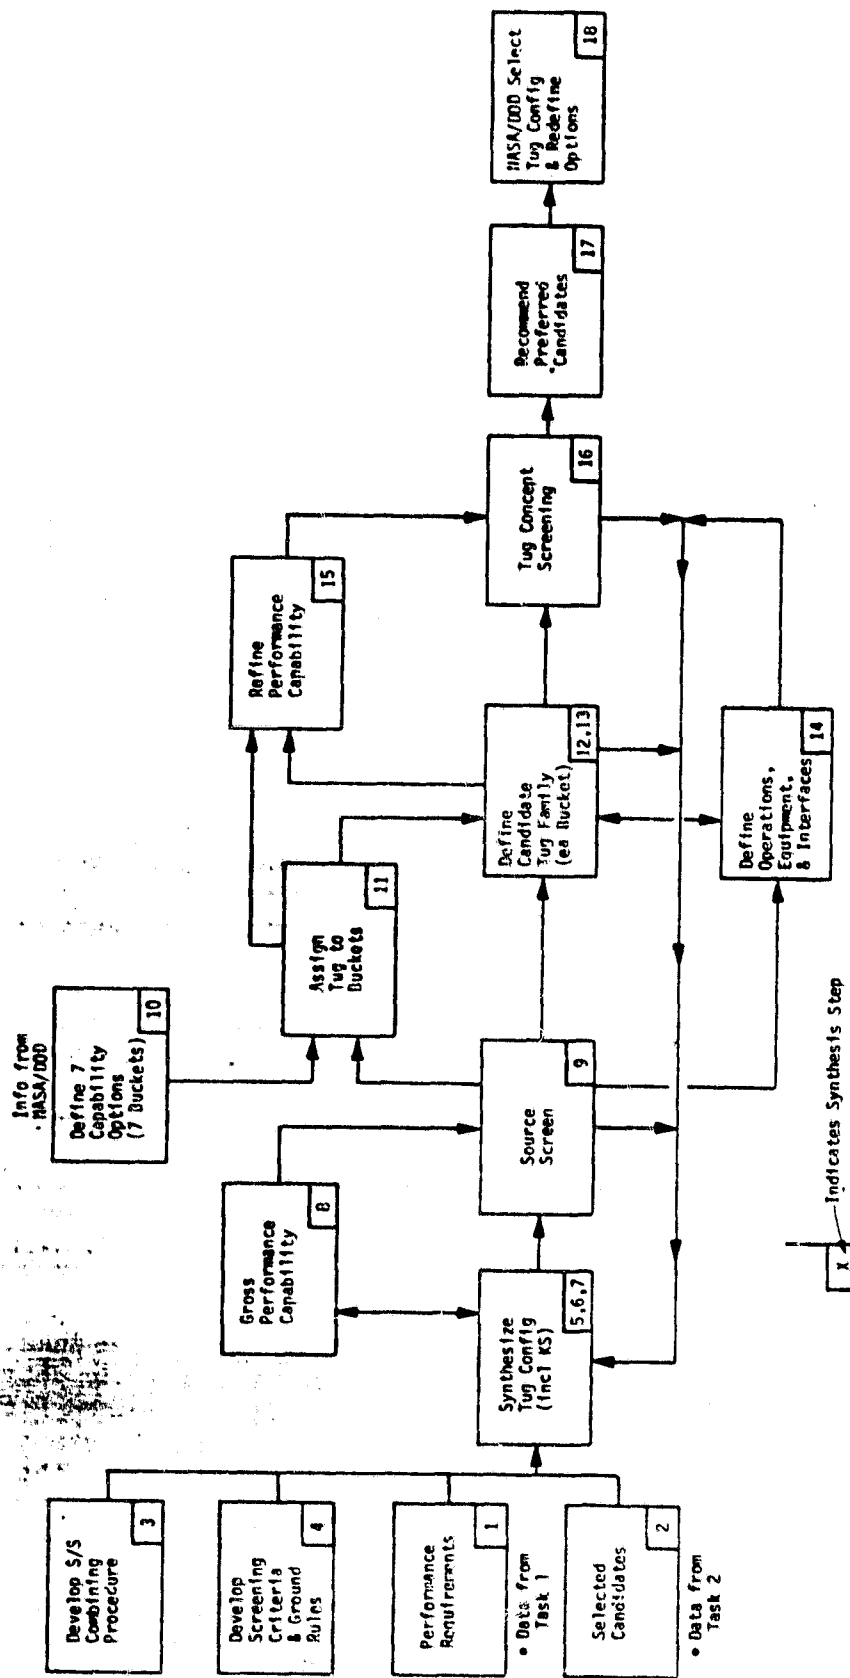 Develop S/S
Combining
Procedure
3
Develop
Screening
Criteria
& Ground
Rules
4
Performance
Requirements
1
• Data from
Task 1
Selected
Candidates
2
• Data from
Task 2
Gross
Performance
Capability
8
Synthesize
Tug Config
(incl KS)
5,6,7
Info from
NASA/DOD
Define 7
Capability
Options
(7 Buckets)
10
Source
Screen
9
Assign
Tug to
Buckets
11
Define
Candidate
Tug Family
(ea Bucket)
12,13
Define
Operations,
Equipment,
& Interfaces
14
Refine
Performance
Capability
15
Tug Concept
Screening
16
Recommend
Preferred
Candidates
17
NASA/DOD Select
Tug Config
& Redefine
Options
18
X
Indicates Synthesis Step